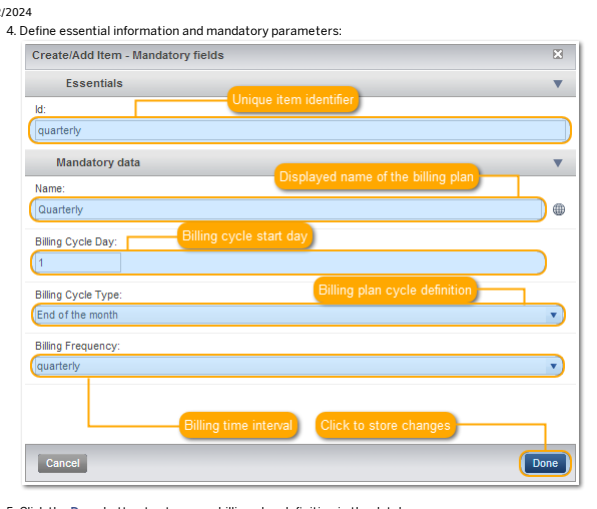 /2024
4. Define essential information and mandatory parameters:
Create/Add Item - Mandatory fields
Essentials
Unique item identifier
Id:
quarterly
Mandatory data
Displayed name of the billing plan
Name:
Quarterly
Billing Cycle Day:
Billing cycle start day
1
Billing Cycle Type:
Billing plan cycle definition
End of the month
Billing Frequency:
quarterly
Billing time interval
Click to store changes
Cancel
Done